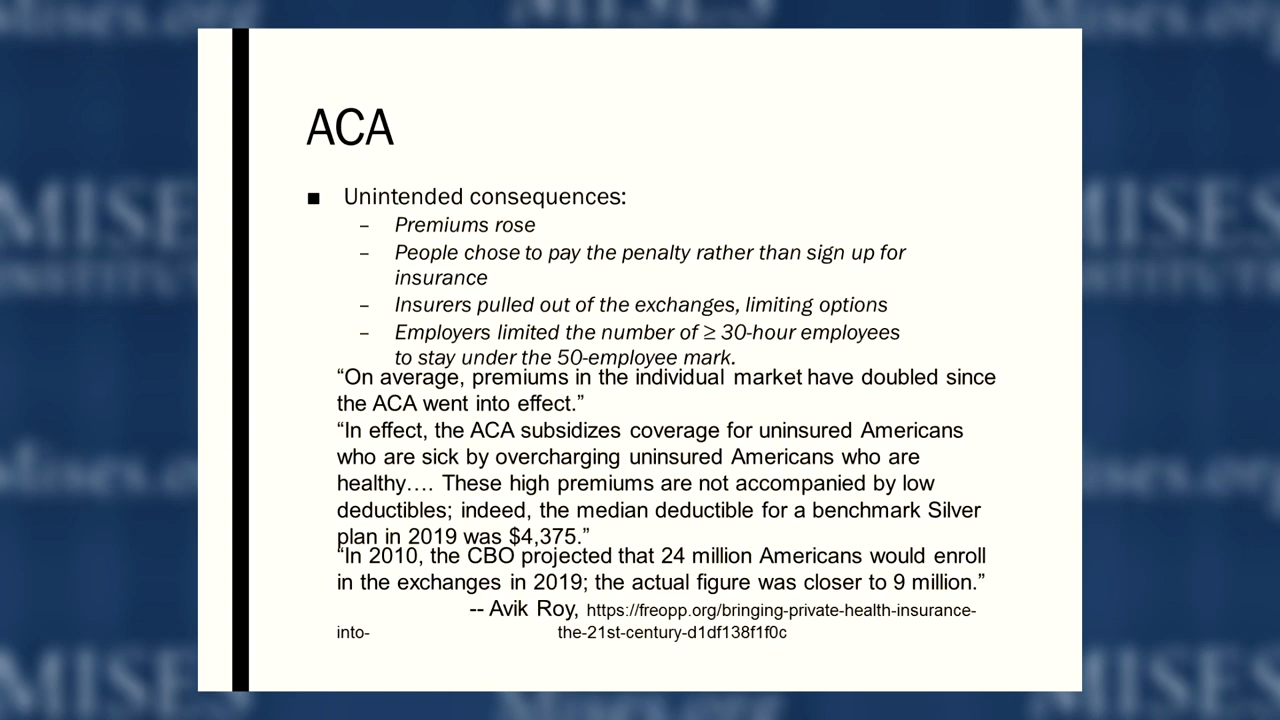 Mises.org
MISES
Mises.org
ACA
■ Unintended consequences:
– Premiums rose
– People chose to pay the penalty rather than sign up for
insurance
– Insurers pulled out of the exchanges, limiting options
– Employers limited the number of ≥ 30-hour employees
to stay under the 50-employee mark.
“On average, premiums in the individual market have doubled since
the ACA went into effect.”
“In effect, the ACA subsidizes coverage for uninsured Americans
who are sick by overcharging uninsured Americans who are
healthy…. These high premiums are not accompanied by low
deductibles; indeed, the median deductible for a benchmark Silver
plan in 2019 was $4,375.”
“In 2010, the CBO projected that 24 million Americans would enroll
in the exchanges in 2019; the actual figure was closer to 9 million.”
-- Avik Roy, https://freopp.org/bringing-private-health-insurance-
into- the-21st-century-d1df138f1f0c